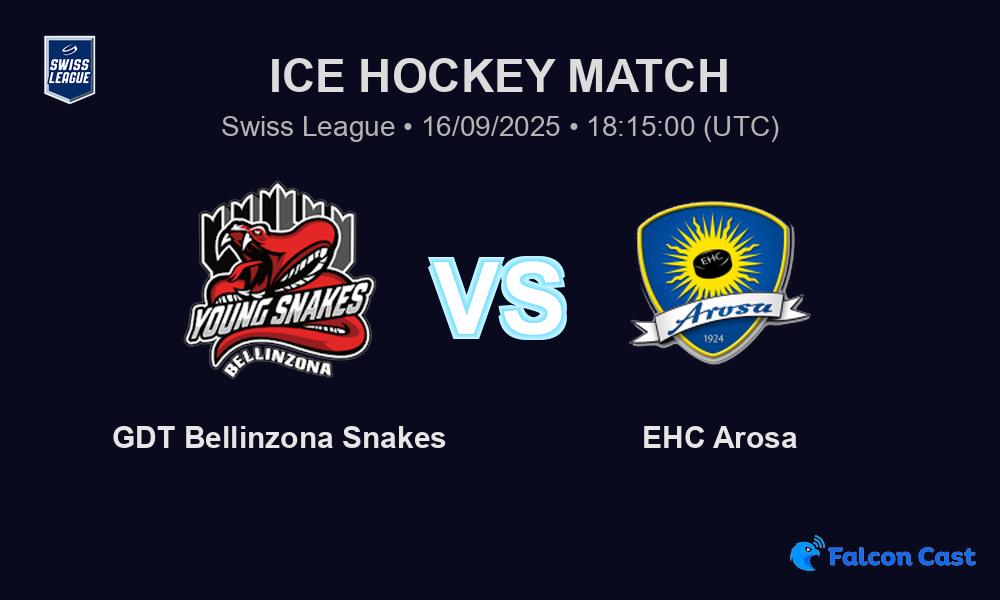 SWISS
LEAGUE
ICE HOCKEY MATCH
Swiss League • 16/09/2025 • 18:15:00 (UTC)
YOUNG SNAKES
BELLINZONA
VS
EHC
Arosa
1924
GDT Bellinzona Snakes
EHC Arosa
Falcon Cast